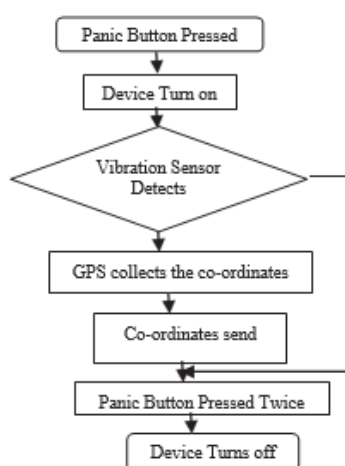 Panic Button Pressed
Device Turn on
Vibration Sensor
Detects
GPS collects the co-ordinates
Co-ordinates send
Panic Button Pressed Twice
Device Turns off